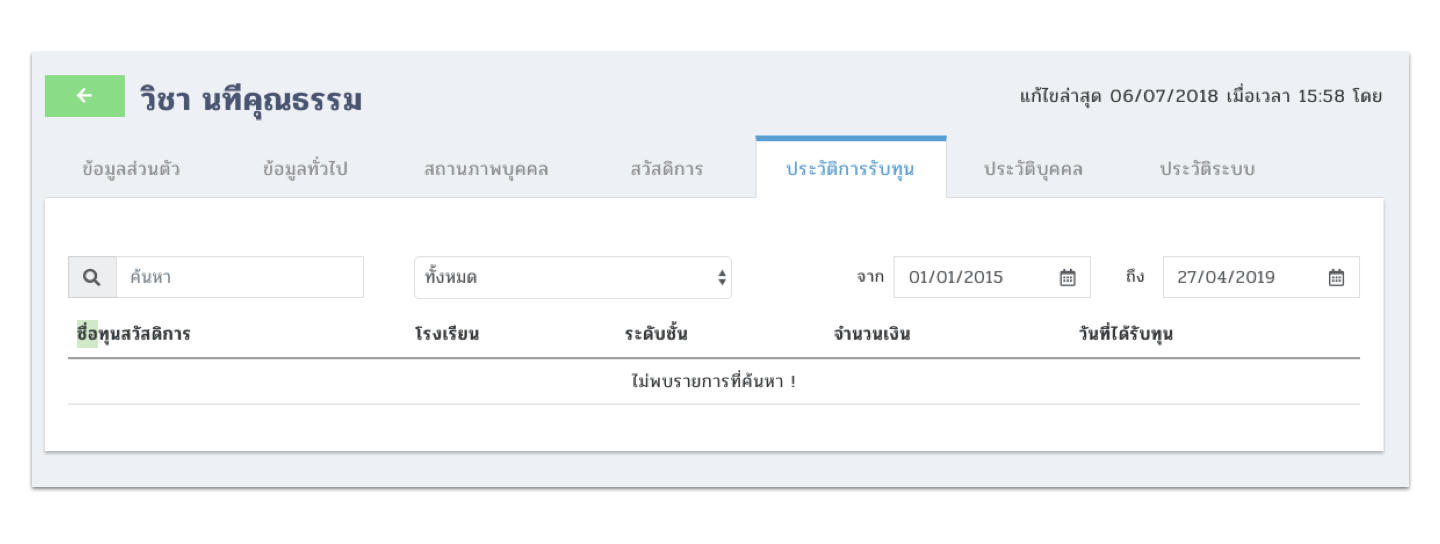 วิชา นทีคุณธรรม
แก้ไขล่าสุด 06/07/2018 เมื่อเวลา 15:58 โดย
ข้อมูลส่วนตัว ข้อมูลทั่วไป สถานภาพบุคคล สวัสดิการ ประวัติการรับทุน ประวัติบุคคล ประวัติระบบ
ค้นหา ทั้งหมด จาก 01/01/2015 ถึง 27/04/2019
ชื่อทุนสวัสดิการ โรงเรียน ระดับชั้น จำนวนเงิน วันที่ได้รับทุน
ไม่พบรายการที่ค้นหา !